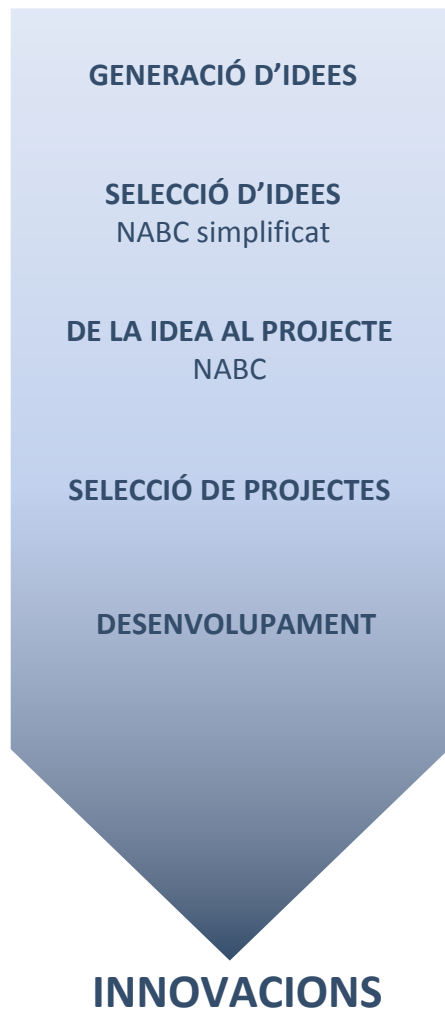 GENERACIÓ D’IDEES
SELECCIÓ D’IDEES
NABC simplificat
DE LA IDEA AL PROJECTE
NABC
SELECCIÓ DE PROJECTES
DESENVOLUPAMENT
INNOVACIONS